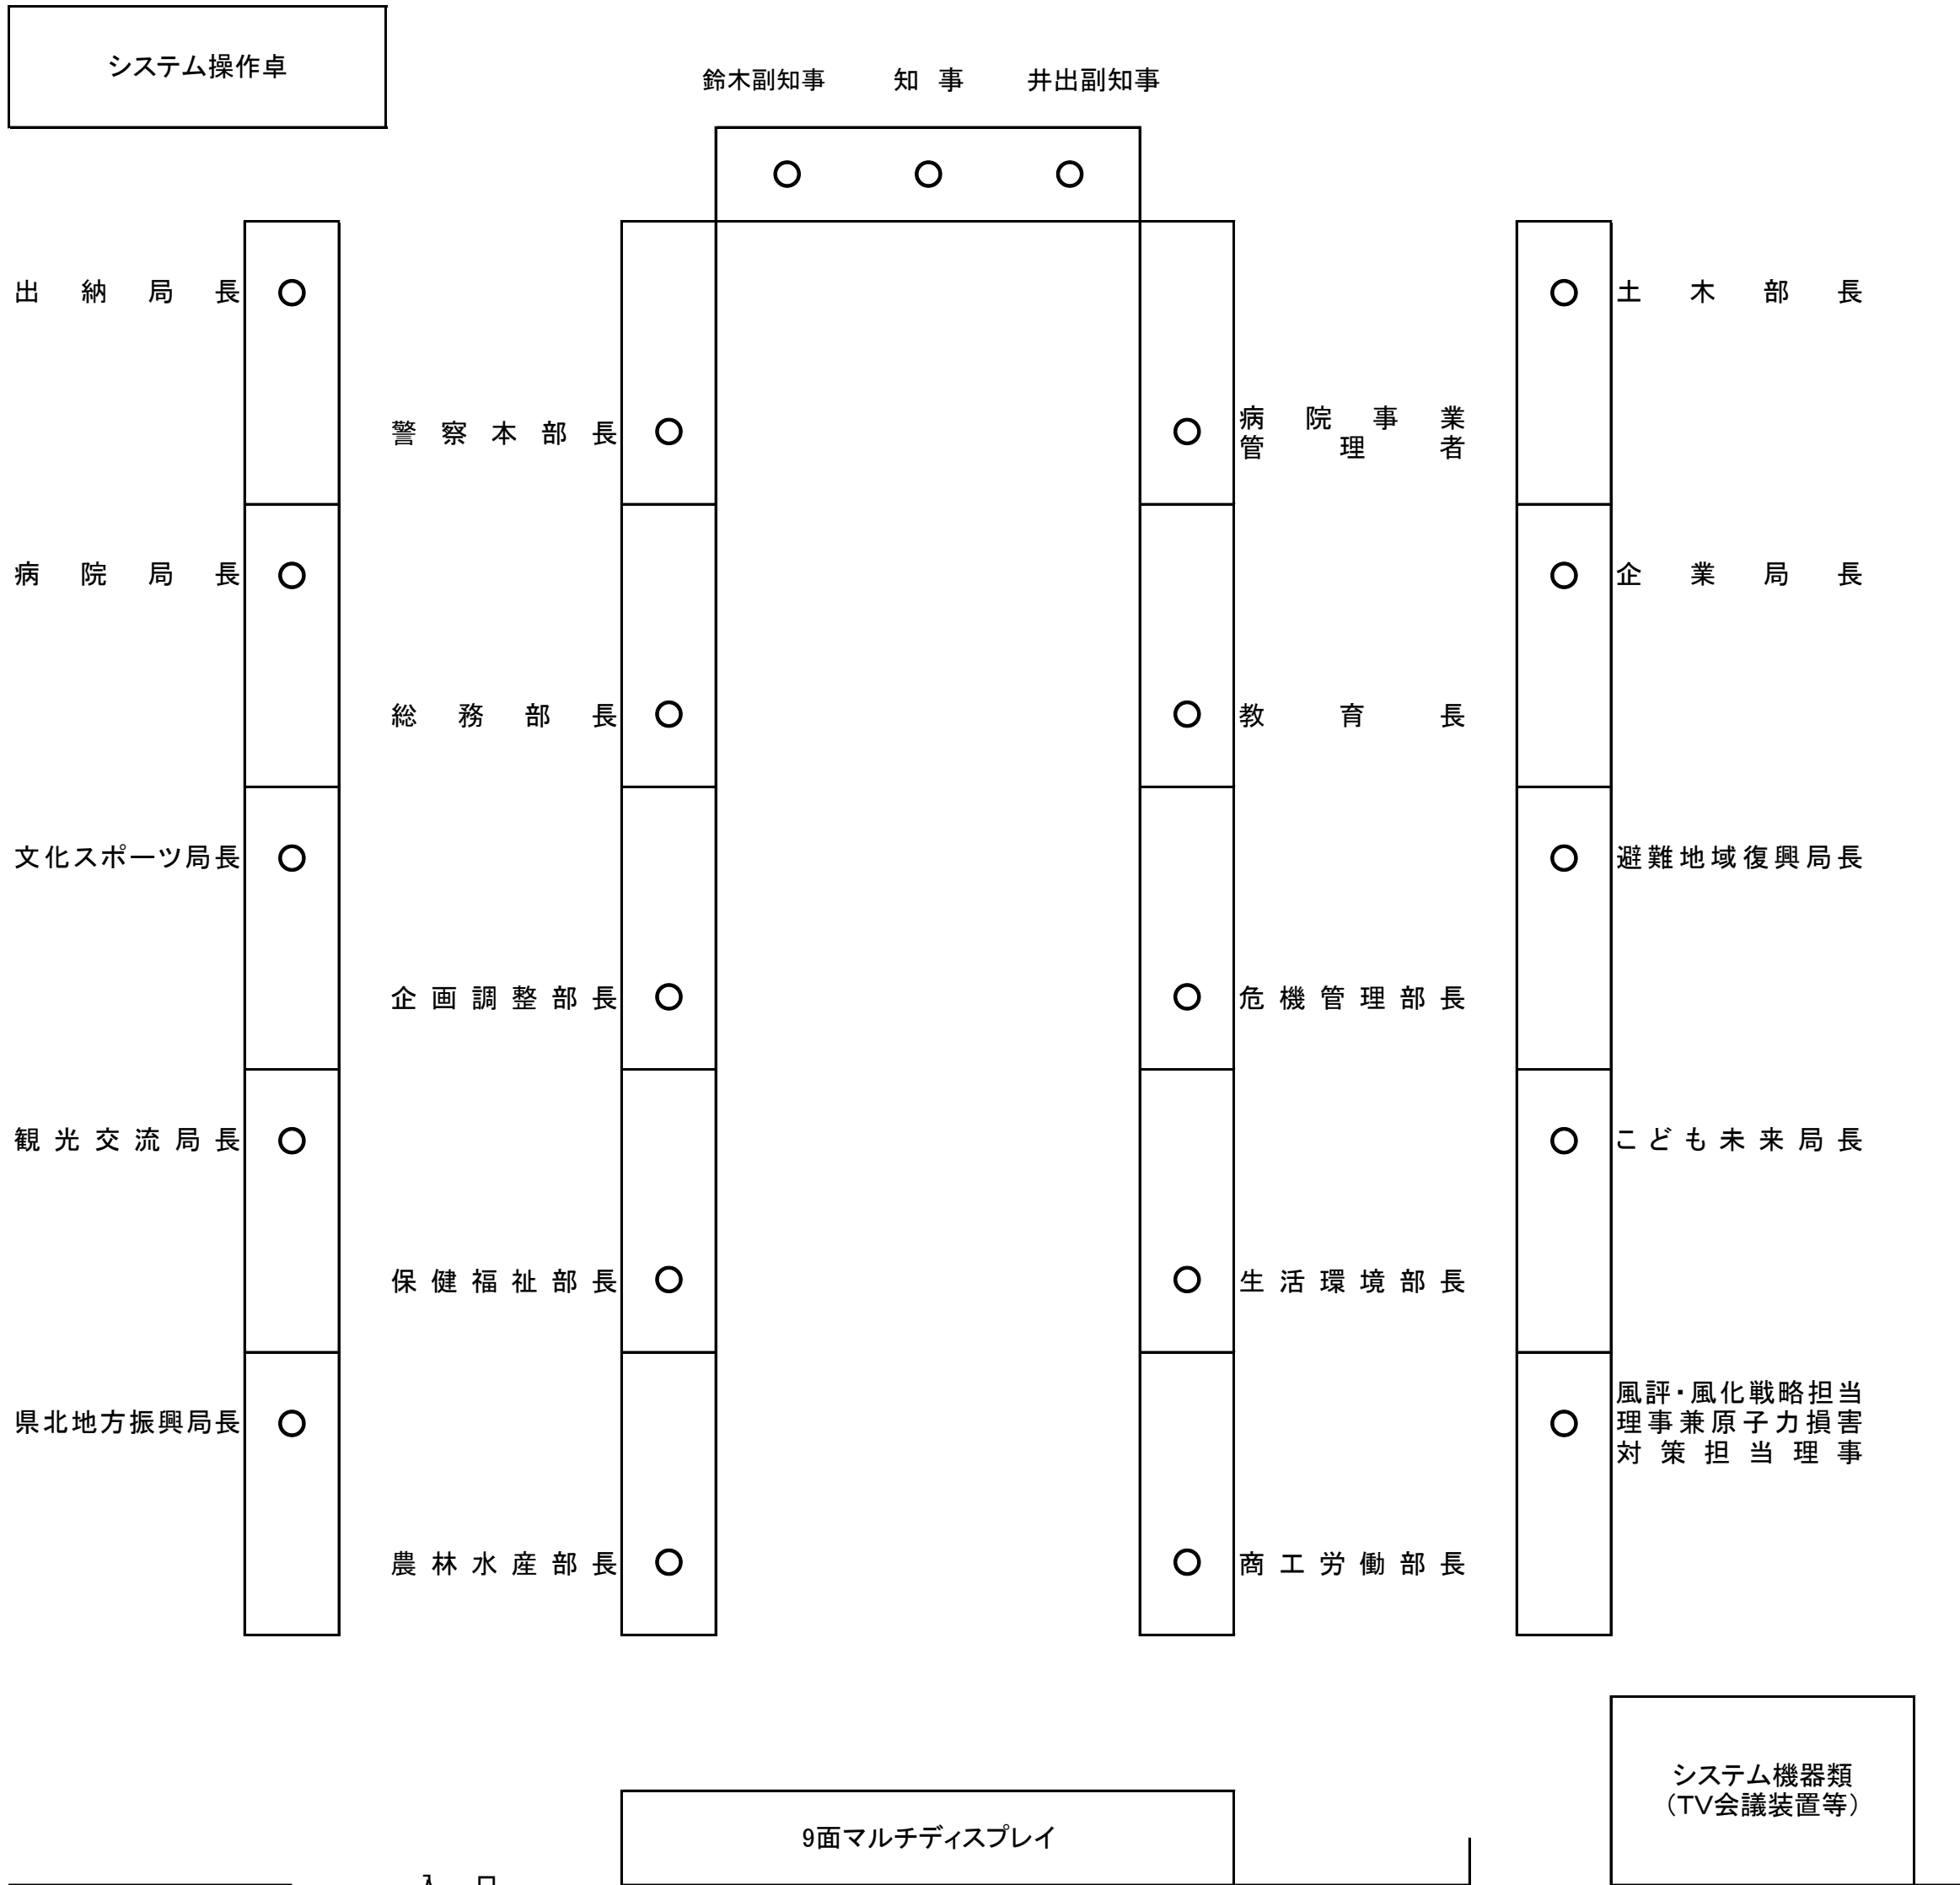 システム操作卓
鈴木副知事 知 事 井出副知事
出納局長
土木部長
警察本部長
病院事業
管理者
病院局長
企業局長
総務部長
教育長
文化スポーツ局長
避難地域復興局長
企画調整部長
危機管理部長
観光交流局長
こども未来局長
保健福祉部長
生活環境部長
県北地方振興局長
風評・風化戦略担当
理事兼原子力損害
対策担当理事
農林水産部長
商工労働部長
システム機器類
（TV会議装置等）
9面マルチディスプレイ
入 口